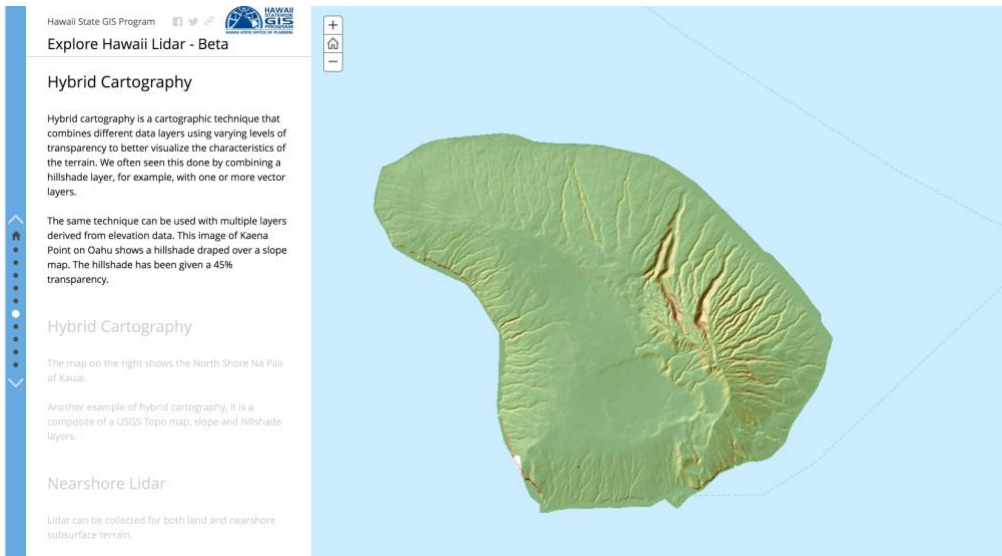 Hawaii State GIS Program
HAWAII
STATEWIDE
GIS
PROGRAM
HAWAII STATE OFFICE OF PLANNING
Explore Hawaii Lidar - Beta
Hybrid Cartography
Hybrid cartography is a cartographic technique that
combines different data layers using varying levels of
transparency to better visualize the characteristics of
the terrain. We often seen this done by combining a
hillshade layer, for example, with one or more vector
layers.
The same technique can be used with multiple layers
derived from elevation data. This image of Kaena
Point on Oahu shows a hillshade draped over a slope
map. The hillshade has been given a 45%
transparency.
Hybrid Cartography
The map on the right shows the North Shore Na Pali
of Kauai.
Another example of hybrid cartography, it is a
composite of a USGS Topo map, slope and hillshade
layers.
Nearshore Lidar
Lidar can be collected for both land and nearshore
subsurface terrain.